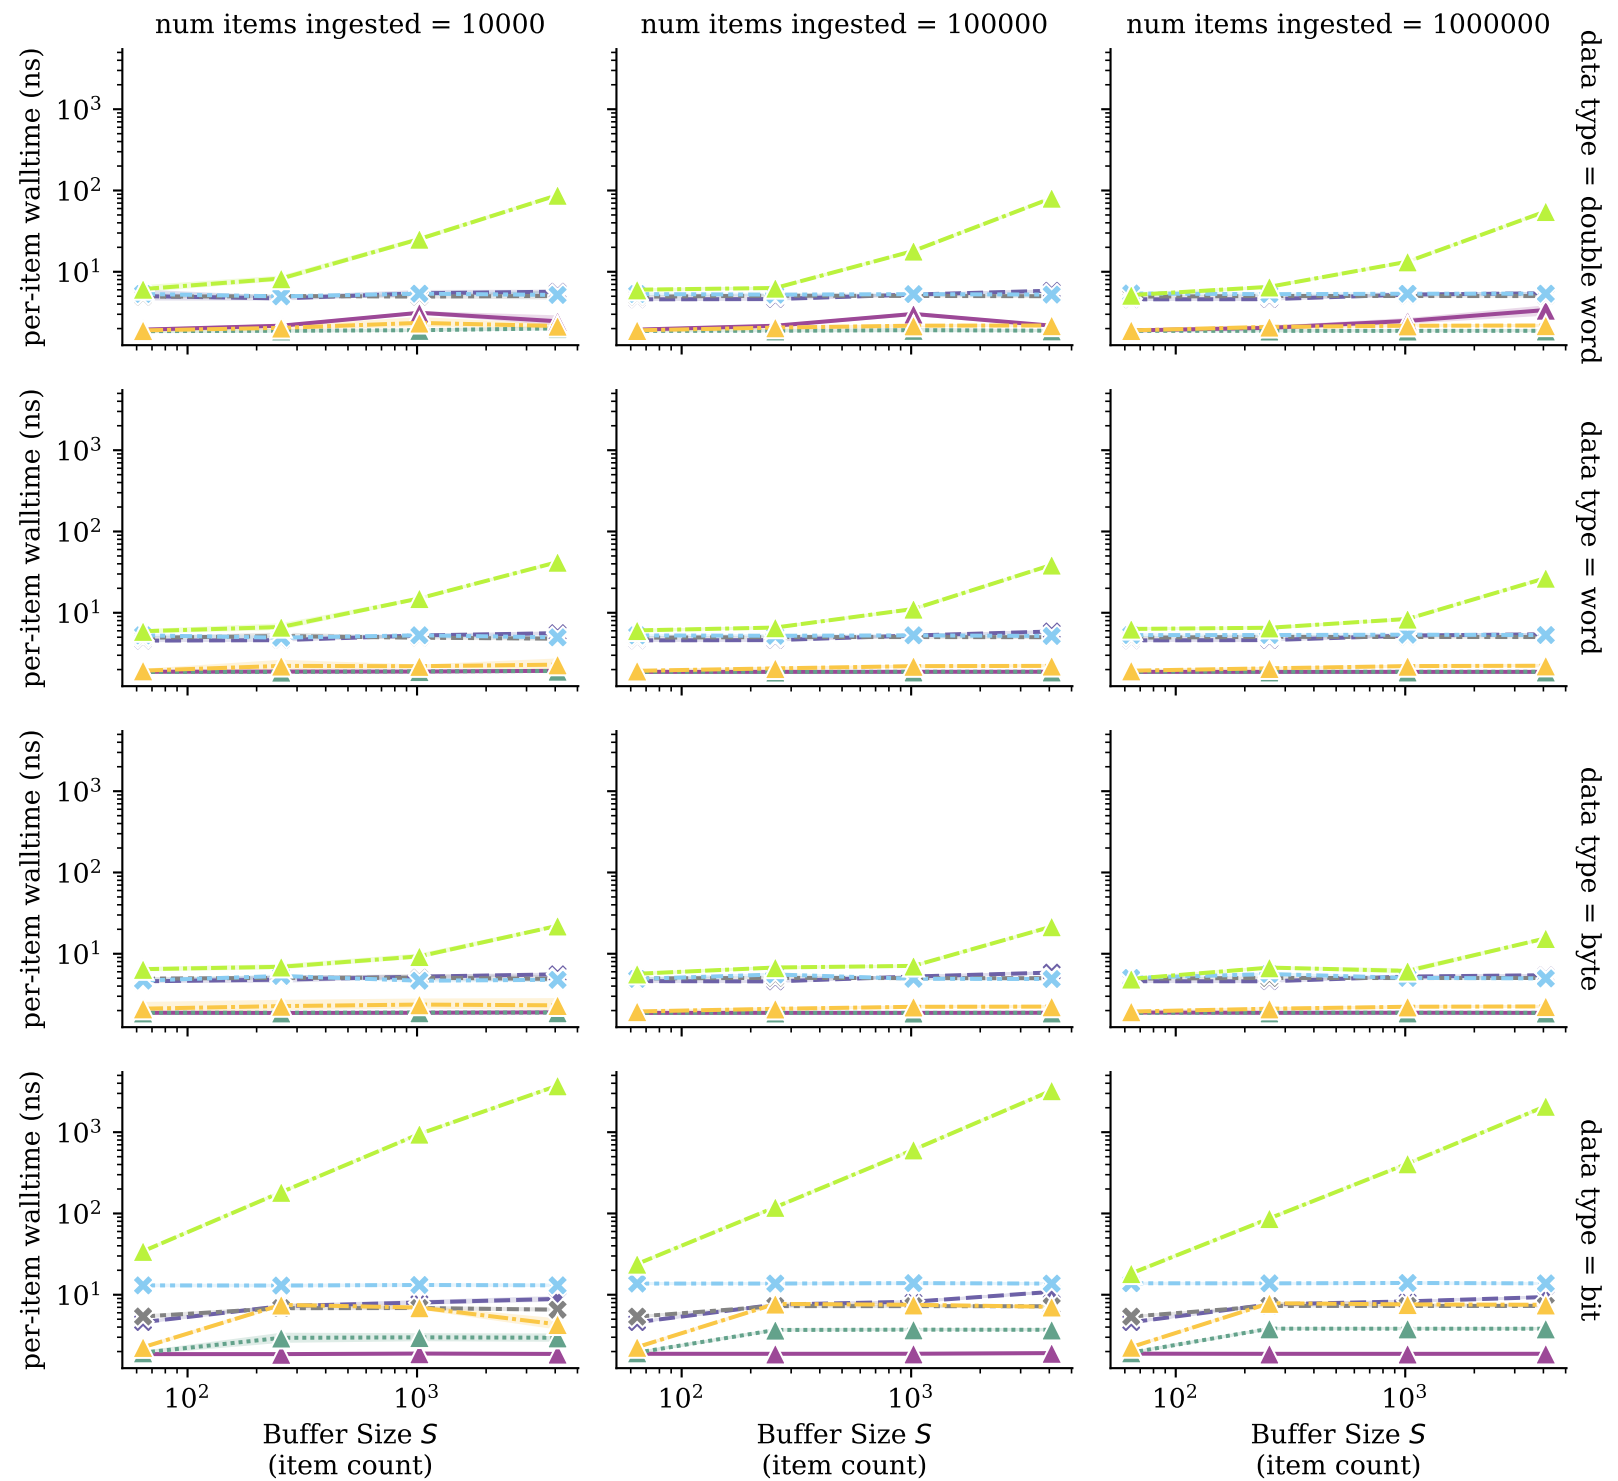 num items ingested = 10000
num items ingested = 100000
num items ingested = 1000000
per-item walltime (ns)
10³
10²
10¹
data type = double word
per-item walltime (ns)
10³
10²
10¹
data type = word
per-item walltime (ns)
10³
10²
10¹
data type = byte
per-item walltime (ns)
10³
10²
10¹
data type = bit
10² 10³
10² 10³
10² 10³
Buffer Size S
(item count)
Buffer Size S
(item count)
Buffer Size S
(item count)